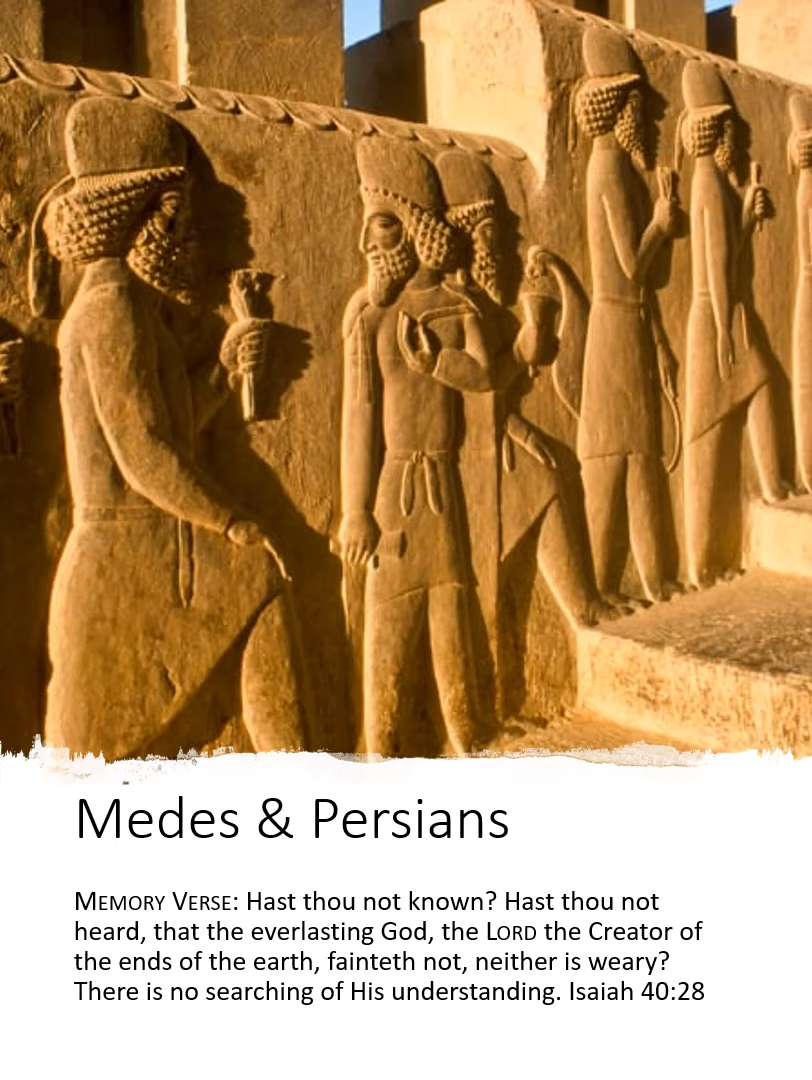 Medes & Persians
MEMORY VERSE: Hast thou not known? Hast thou not
heard, that the everlasting God, the LORD the Creator of
the ends of the earth, fainteth not, neither is weary?
There is no searching of His understanding. Isaiah 40:28